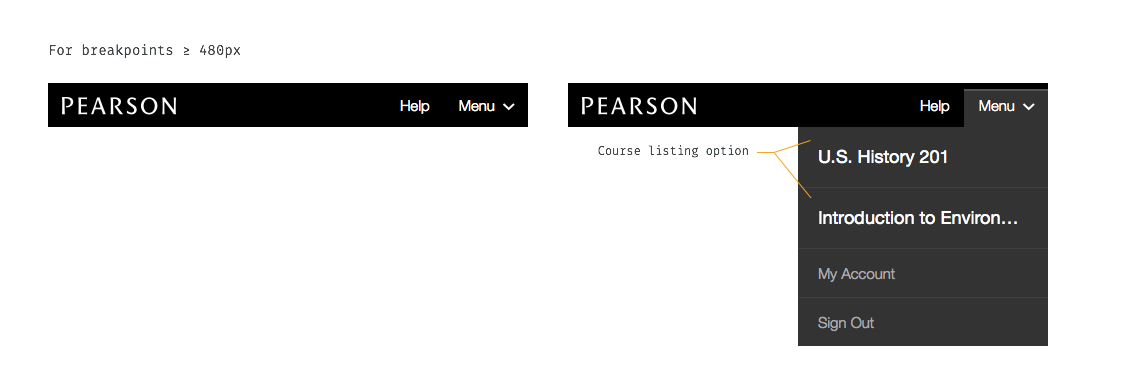 For breakpoints ≥ 480px
PEARSON Help Menu
PEARSON Help Menu
Course listing option
U.S. History 201
Introduction to Environ...
My Account
Sign Out